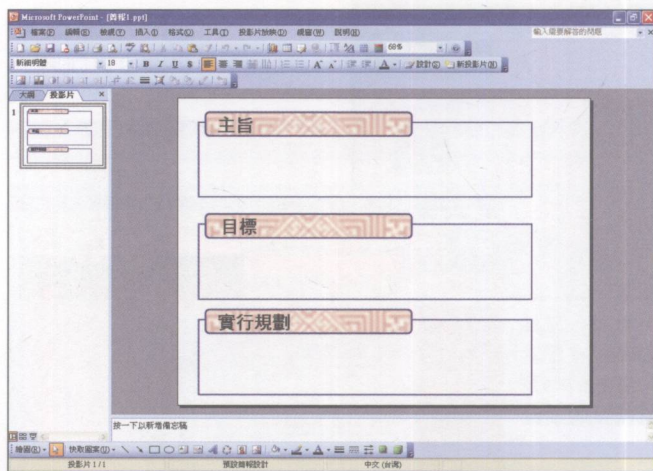 Microsoft PowerPoint - [簡報1.ppt]
檔案(F) 編輯(E) 檢視(V) 插入(I) 格式(O) 工具(T) 投影片放映(D) 視窗(W) 說明(H) 輸入需要解答的問題
60%
新細明體 18 B I U S A A A 設計(S) 新投影片(N)
大綱 投影片
1
主旨
目標
實行規劃
按一下以新增備忘稿
繪圖(R) 快取圖案(U)
投影片 1 / 1 預設簡報設計 中文 (台灣)